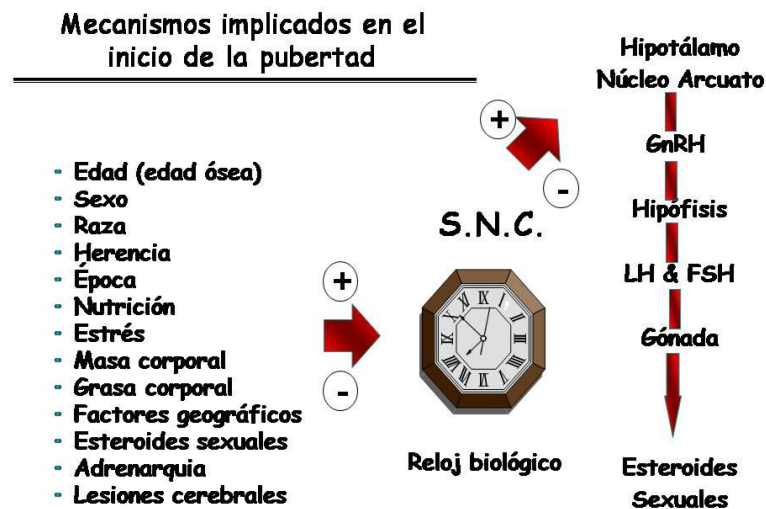 Mecanismos implicados en el
inicio de la pubertad
- Edad (edad ósea)
- Sexo
- Raza
- Herencia
- Época
- Nutrición
- Estrés
- Masa corporal
- Grasa corporal
- Factores geográficos
- Esteroides sexuales
- Adrenarquia
- Lesiones cerebrales
+
-
+
-
S.N.C.
Reloj biológico
Hipotálamo
Núcleo Arcuato
GnRH
Hipófisis
LH & FSH
Gónada
Esteroides
Sexuales